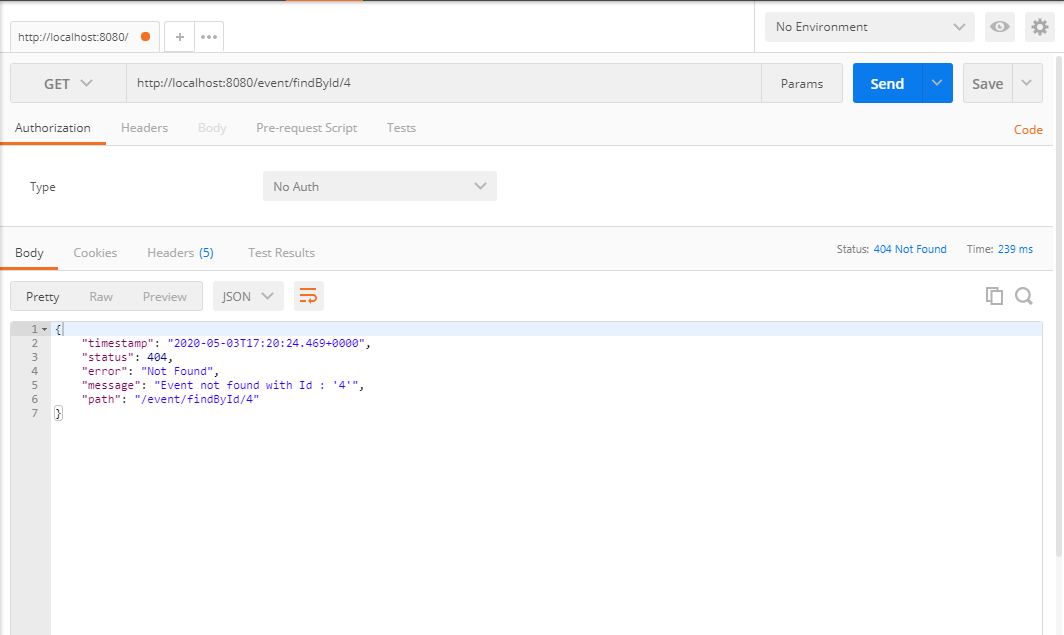 http://localhost:8080/ + ••• No Environment
GET http://localhost:8080/event/findById/4 Params Send Save
Authorization Headers Body Pre-request Script Tests Code
Type No Auth
Body Cookies Headers (5) Test Results Status: 404 Not Found Time: 239 ms
Pretty Raw Preview JSON
1 {
2 "timestamp": "2020-05-03T17:20:24.469+0000",
3 "status": 404,
4 "error": "Not Found",
5 "message": "Event not found with Id : '4'",
6 "path": "/event/findById/4"
7 }